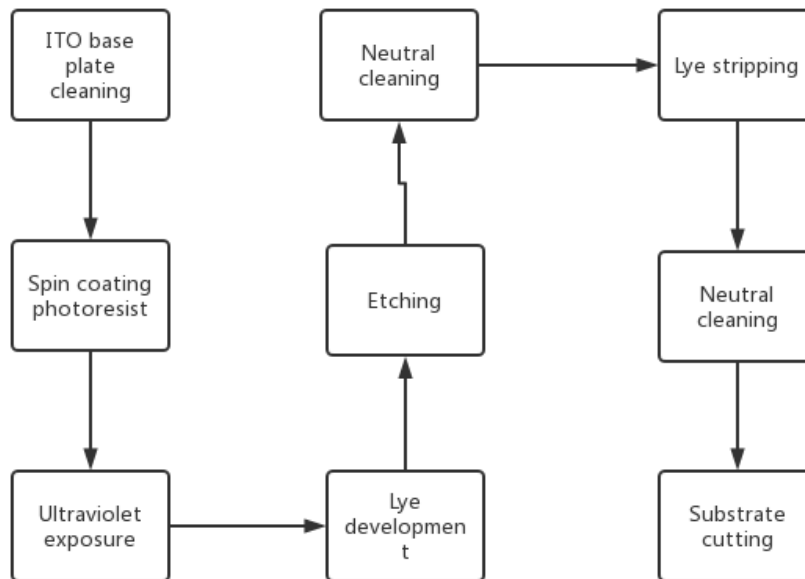 ITO base
plate
cleaning
Spin coating
photoresist
Ultraviolet
exposure
Lye
developmen
t
Etching
Neutral
cleaning
Lye stripping
Neutral
cleaning
Substrate
cutting